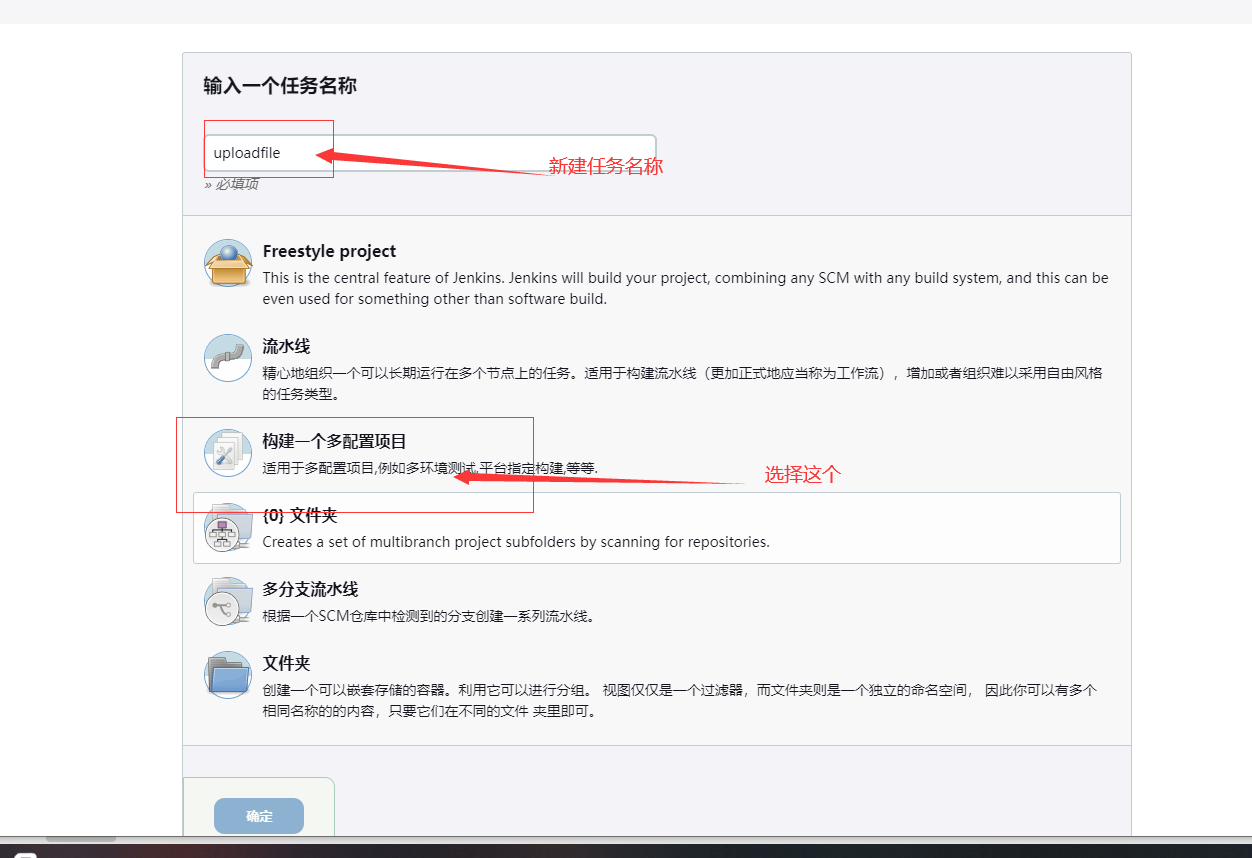 输入一个任务名称
uploadfile
新建任务名称
» 必填项
Freestyle project
This is the central feature of Jenkins. Jenkins will build your project, combining any SCM with any build system, and this can be
even used for something other than software build.
流水线
精心地组织一个可以长期运行在多个节点上的任务。适用于构建流水线（更加正式地应当称为工作流），增加或者组织难以采用自由风格
的任务类型。
构建一个多配置项目
适用于多配置项目,例如多环境测试,平台指定构建,等等.
选择这个
{0} 文件夹
Creates a set of multibranch project subfolders by scanning for repositories.
多分支流水线
根据一个SCM仓库中检测到的分支创建一系列流水线。
文件夹
创建一个可以嵌套存储的容器。利用它可以进行分组。 视图仅仅是一个过滤器，而文件夹则是一个独立的命名空间， 因此你可以有多个
相同名称的的内容，只要它们在不同的文件 夹里即可。
确定